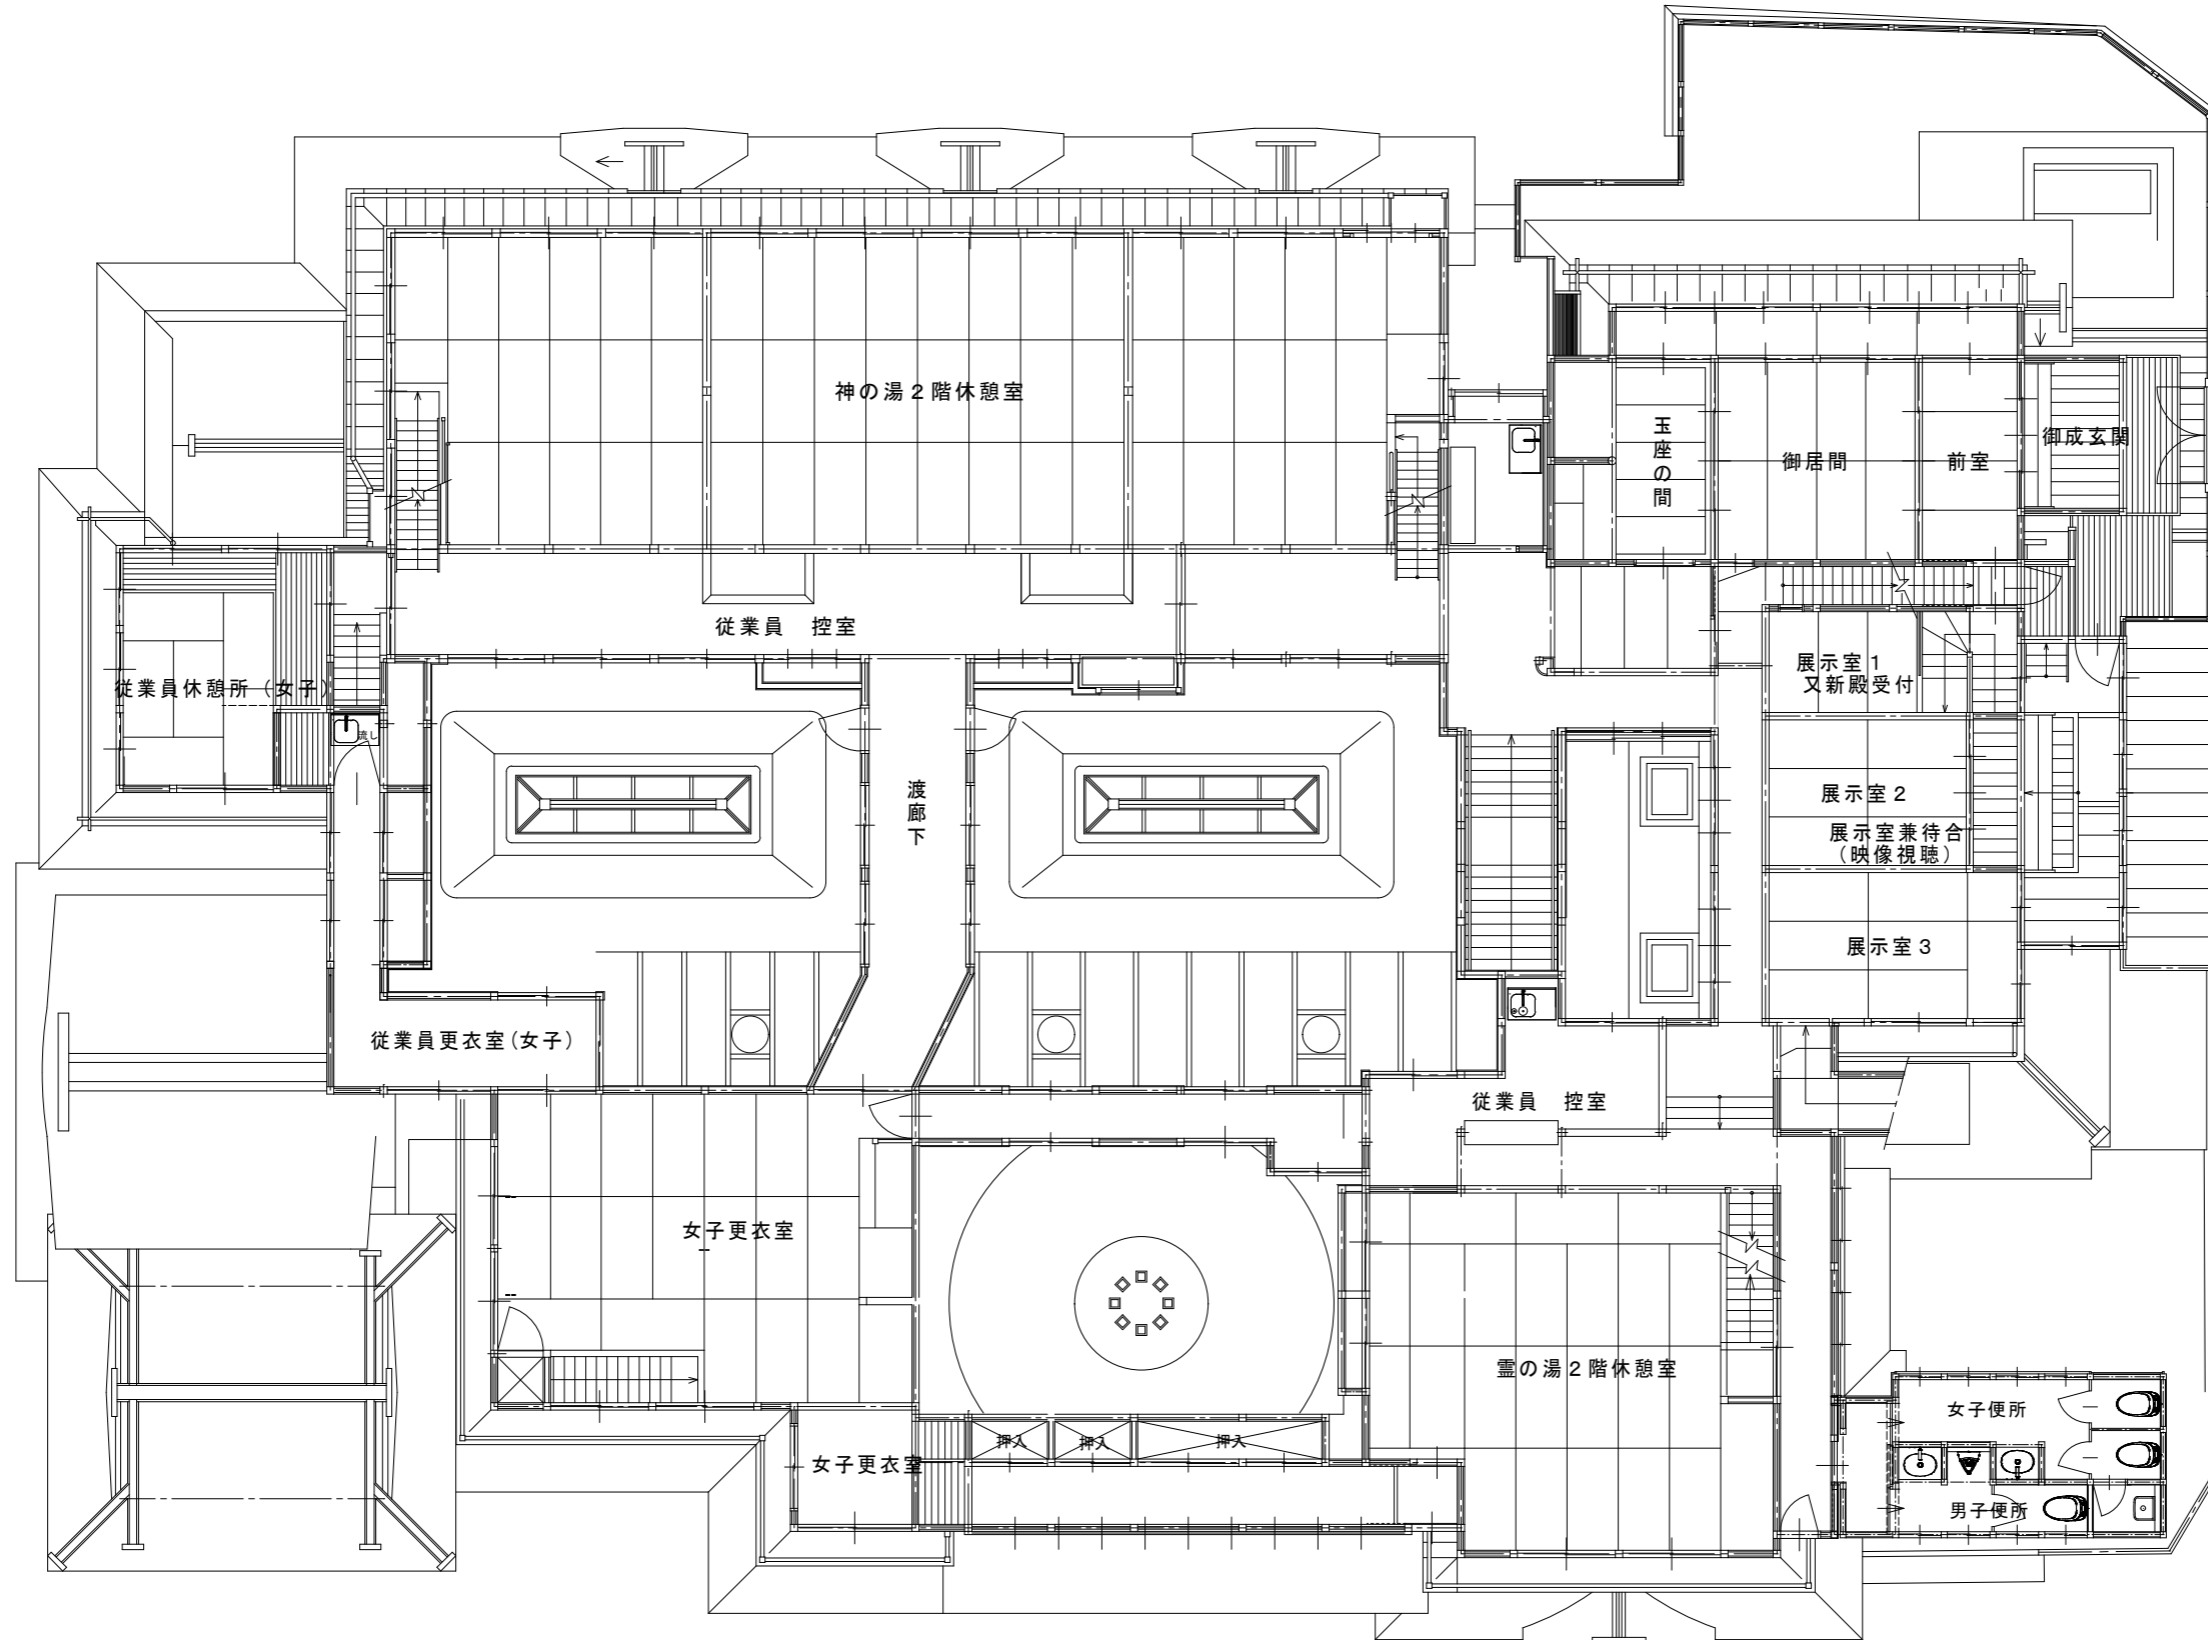 神の湯２階休憩室
玉座の間
御居間
前室
御成玄関
従業員　控室
展示室１
又新殿受付
従業員休憩所（女子）
流し
渡廊下
展示室２
展示室兼待合
（映像視聴）
展示室３
従業員更衣室(女子)
従業員　控室
女子更衣室
霊の湯２階休憩室
女子便所
押入
押入
押入
女子更衣室
男子便所